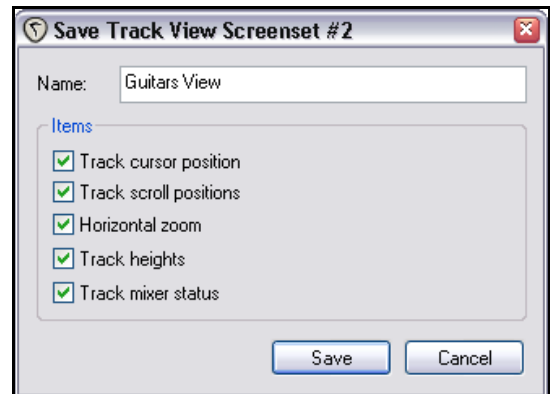 Save Track View Screenset #2
Name: Guitars View
Items
Track cursor position
Track scroll positions
Horizontal zoom
Track heights
Track mixer status
Save Cancel